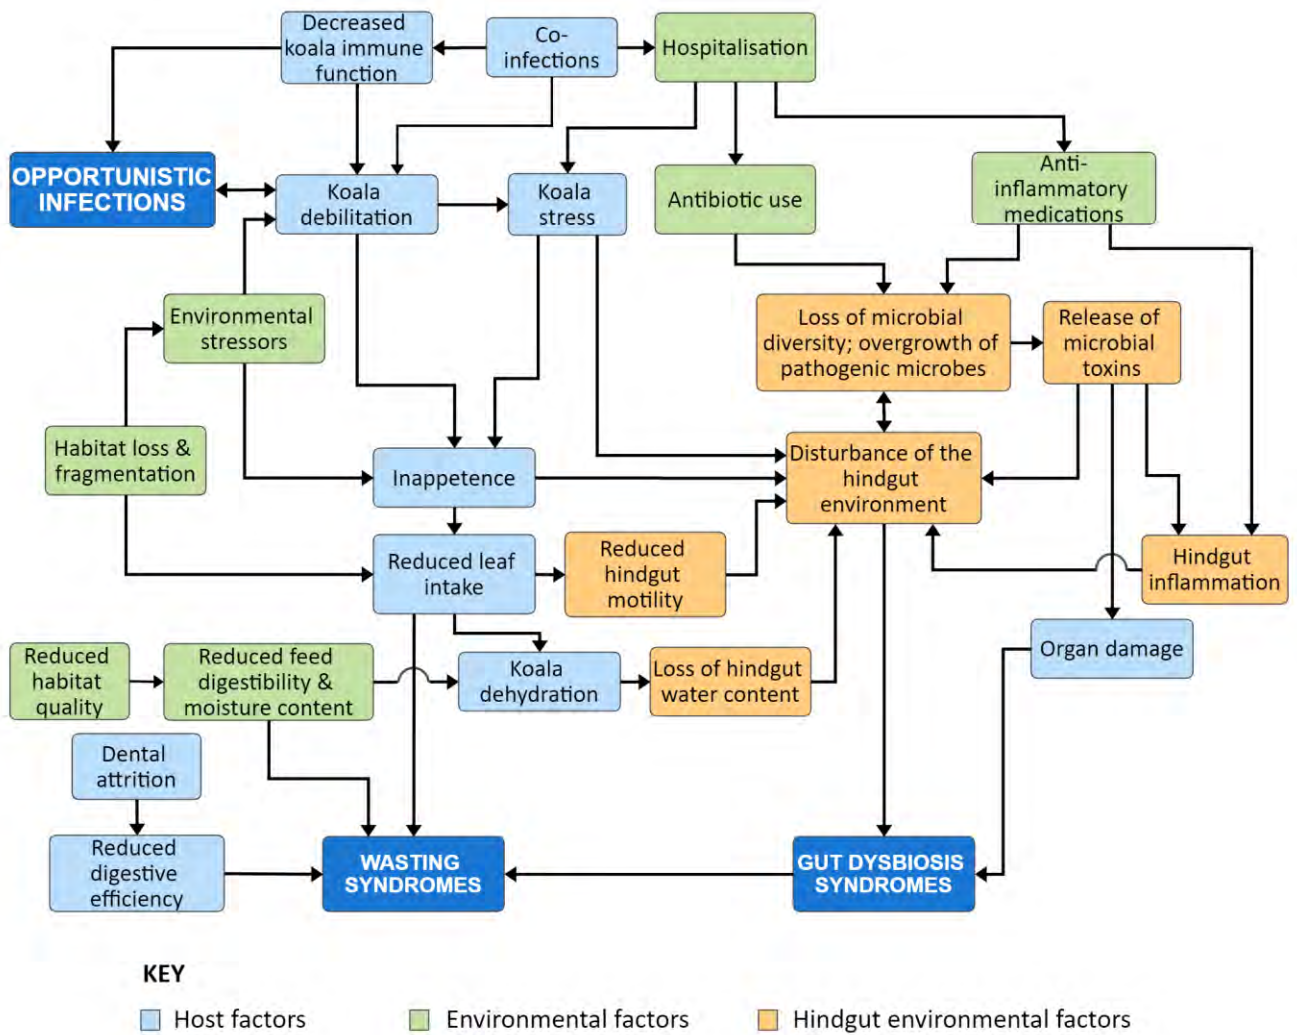 Decreased
koala immune
function
Co-
infections
Hospitalisation
OPPORTUNISTIC
INFECTIONS
Koala
debilitation
Koala
stress
Antibiotic use
Anti-
inflammatory
medications
Environmental
stressors
Loss of microbial
diversity; overgrowth of
pathogenic microbes
Release of
microbial
toxins
Habitat loss &
fragmentation
Inappetence
Disturbance of the
hindgut
environment
Reduced leaf
intake
Reduced
hindgut
motility
Hindgut
inflammation
Reduced
habitat
quality
Reduced feed
digestibility &
moisture content
Koala
dehydration
Loss of hindgut
water content
Organ damage
Dental
attrition
Reduced
digestive
efficiency
WASTING
SYNDROMES
GUT DYSBIOSIS
SYNDROMES
KEY
Host factors
Environmental factors
Hindgut environmental factors